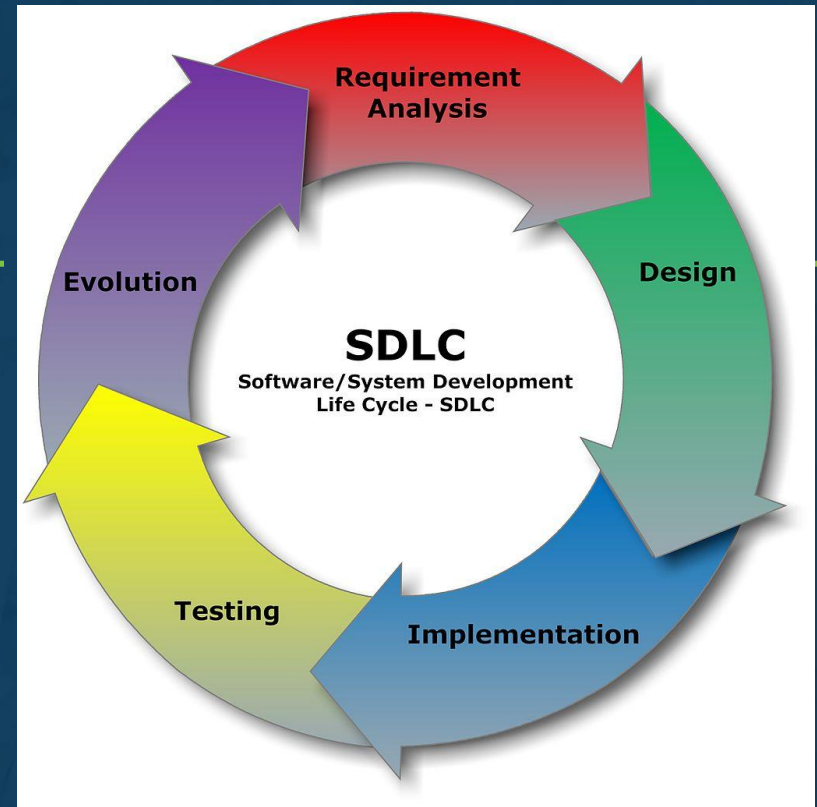 Requirement
Analysis
Design
Evolution
SDLC
Software/System Development
Life Cycle - SDLC
Testing
Implementation